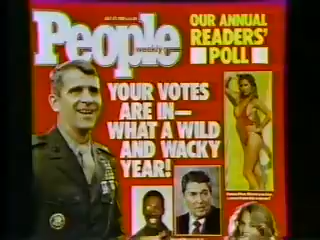 People
weekly
OUR ANNUAL
READERS'
POLL
YOUR VOTES
ARE IN—
WHAT A WILD
AND WACKY
YEAR!